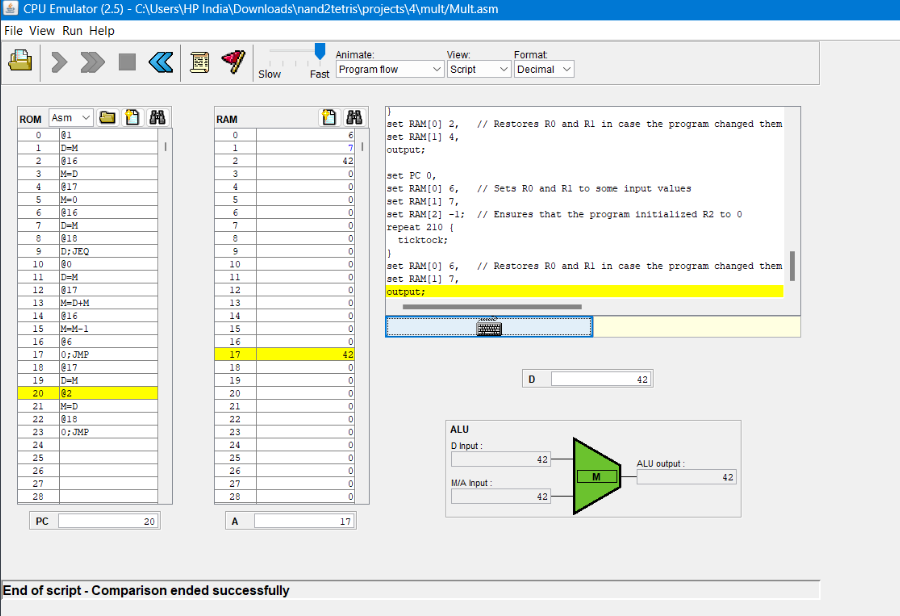 CPU Emulator (2.5) - C:\Users\HP India\Downloads\nand2tetris\projects\4\mult/Mult.asm
File View Run Help
Slow Fast
Animate: View: Format:
Program flow Script Decimal
ROM Asm
0 @1
1 D=M
2 @16
3 M=D
4 @17
5 M=0
6 @16
7 D=M
8 @18
9 D;JEQ
10 @0
11 D=M
12 @17
13 M=D+M
14 @16
15 M=M-1
16 @6
17 0;JMP
18 @17
19 D=M
20 @2
21 M=D
22 @18
23 0;JMP
24
25
26
27
28
PC 20
RAM
0 6
1 7
2 42
3 0
4 0
5 0
6 0
7 0
8 0
9 0
10 0
11 0
12 0
13 0
14 0
15 0
16 0
17 42
18 0
19 0
20 0
21 0
22 0
23 0
24 0
25 0
26 0
27 0
28 0
A 17
}
set RAM[0] 2,   // Restores R0 and R1 in case the program changed them
set RAM[1] 4,
output;
set PC 0,
set RAM[0] 6,   // Sets R0 and R1 to some input values
set RAM[1] 7,
set RAM[2] -1;  // Ensures that the program initialized R2 to 0
repeat 210 {
ticktock;
}
set RAM[0] 6,   // Restores R0 and R1 in case the program changed them
set RAM[1] 7,
output;
D 42
ALU
D Input :
42
M/A Input :
42
M
ALU output :
42
End of script - Comparison ended successfully